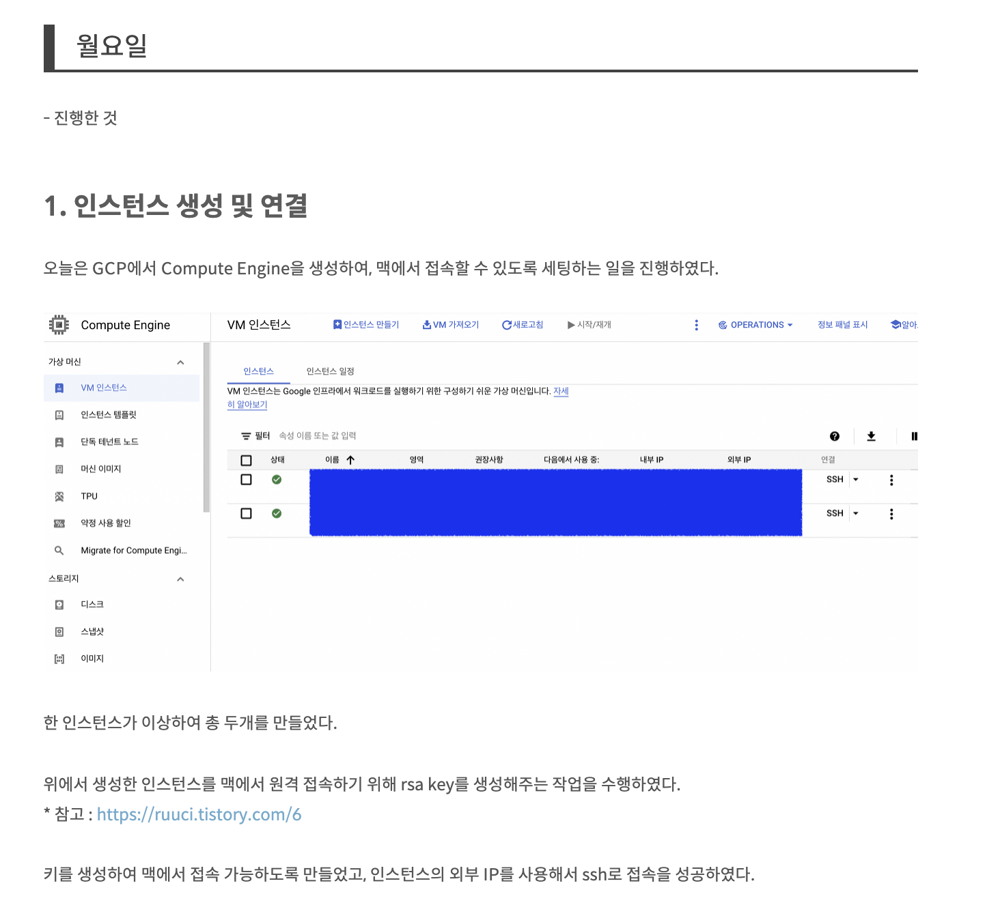 월요일
- 진행한 것
1. 인스턴스 생성 및 연결
오늘은 GCP에서 Compute Engine을 생성하여, 맥에서 접속할 수 있도록 세팅하는 일을 진행하였다.
Compute Engine
VM 인스턴스
인스턴스 만들기
VM 가져오기
새로고침
시작/재개
OPERATIONS
정보 패널 표시
알아.
가상 머신
VM 인스턴스
인스턴스 템플릿
단독 테넌트 노드
머신 이미지
TPU
약정 사용 할인
Migrate for Compute Engi...
스토리지
디스크
스냅샷
이미지
인스턴스
인스턴스 일정
VM 인스턴스는 Google 인프라에서 워크로드를 실행하기 위한 구성하기 쉬운 가상 머신입니다. 자세
히 알아보기
필터 속성 이름 또는 값 입력
상태 이름 영역 권장사항 다음에서 사용 중: 내부 IP 외부 IP 연결
SSH
SSH
한 인스턴스가 이상하여 총 두개를 만들었다.
위에서 생성한 인스턴스를 맥에서 원격 접속하기 위해 rsa key를 생성해주는 작업을 수행하였다.
* 참고 : https://ruuci.tistory.com/6
키를 생성하여 맥에서 접속 가능하도록 만들었고, 인스턴스의 외부 IP를 사용해서 ssh로 접속을 성공하였다.